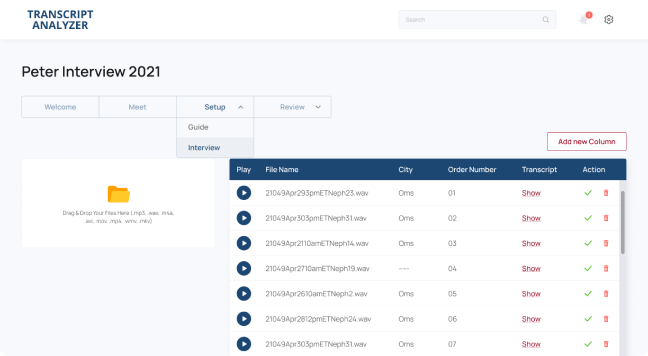 TRANSCRIPT
ANALYZER
Search
Peter Interview 2021
Welcome
Meet
Setup
Review
Guide
Interview
Add new Column
Drag & Drop Your Files Here (.mp3, .wav, .m4a,
.avi, .mov, .mp4, .wmv, .mkv)
Play File Name City Order Number Transcript Action
21049Apr293pmETNeph23.wav Oms 01 Show
21049Apr303pmETNeph31.wav Oms 02 Show
21049Apr2110amETNeph14.wav Oms 03 Show
21049Apr2710amETNeph19.wav --- 04 Show
21049Apr2610amETNeph2.wav Oms 05 Show
21049Apr2812pmETNeph24.wav Oms 06 Show
21049Apr303pmETNeph31.wav Oms 07 Show